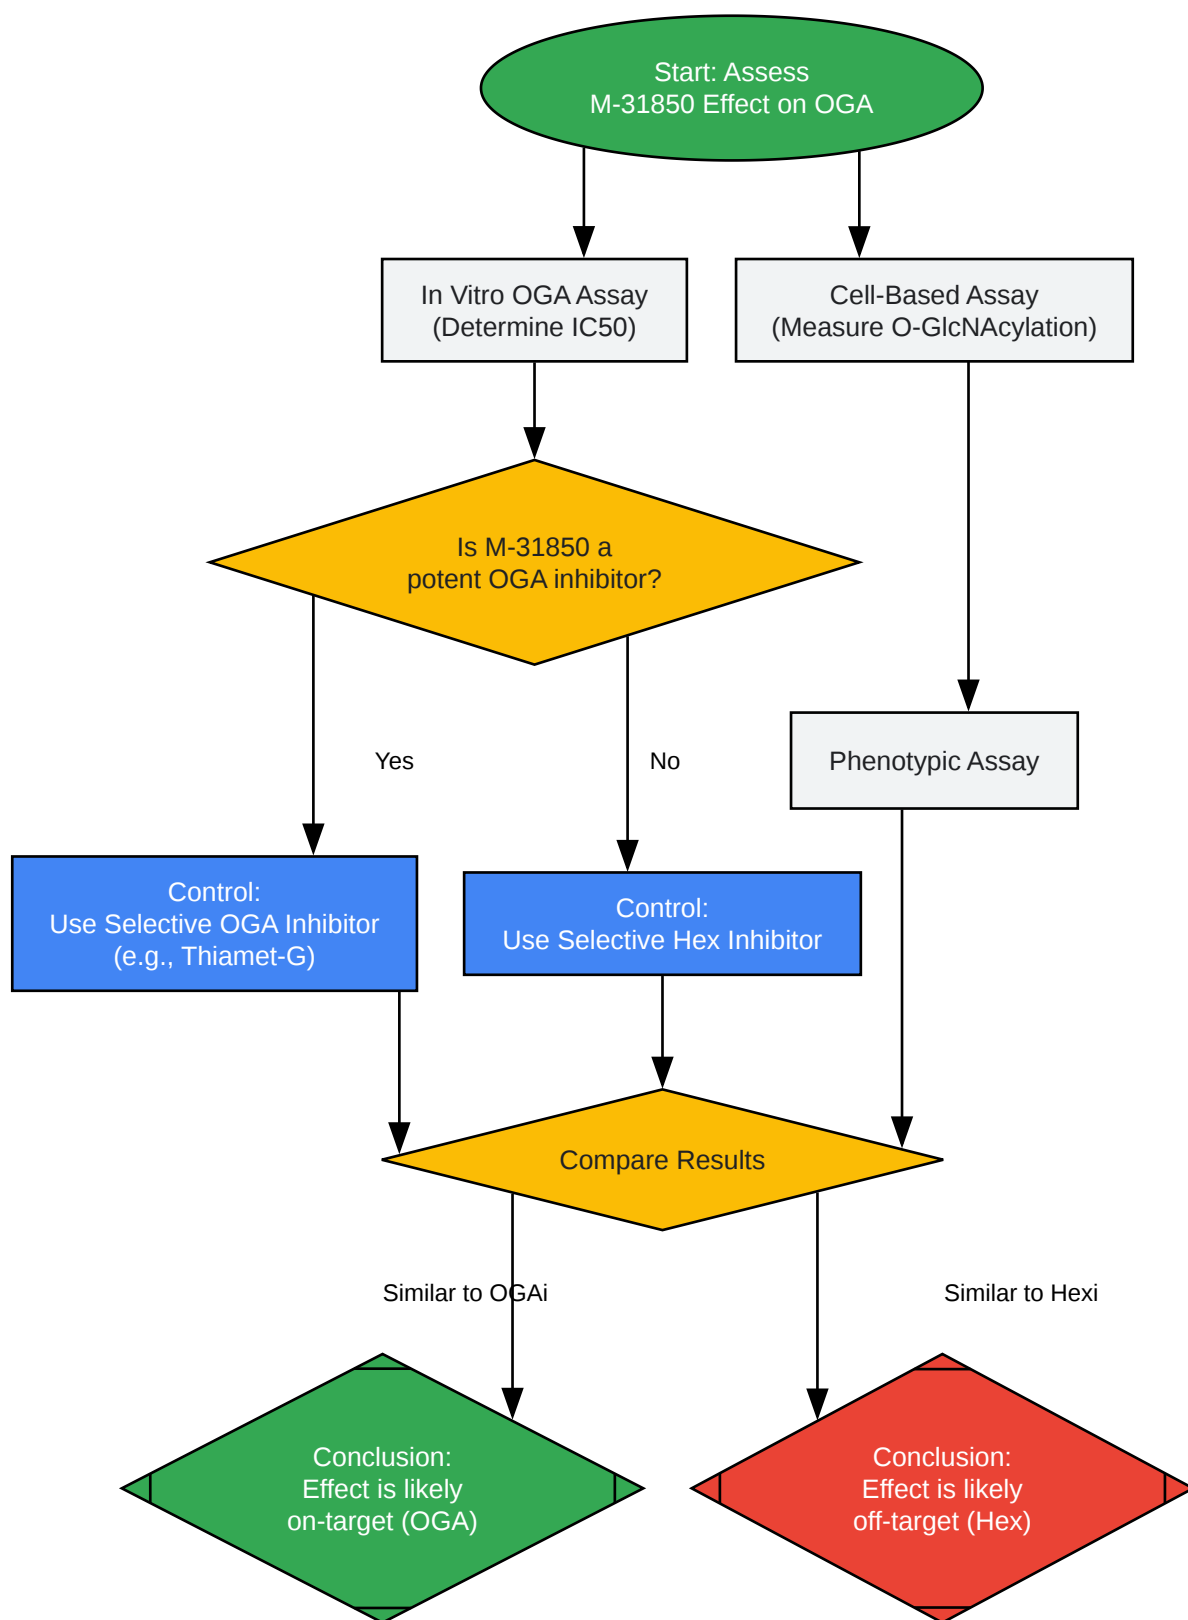 Start: Assess
M-31850 Effect on OGA
In Vitro OGA Assay
(Determine IC50)
Cell-Based Assay
(Measure O-GlcNAcylation)
Is M-31850 a
potent OGA inhibitor?
Yes
No
Phenotypic Assay
Control:
Use Selective OGA Inhibitor
(e.g., Thiamet-G)
Control:
Use Selective Hex Inhibitor
Compare Results
Similar to OGAi
Similar to Hexi
Conclusion:
Effect is likely
on-target (OGA)
Conclusion:
Effect is likely
off-target (Hex)